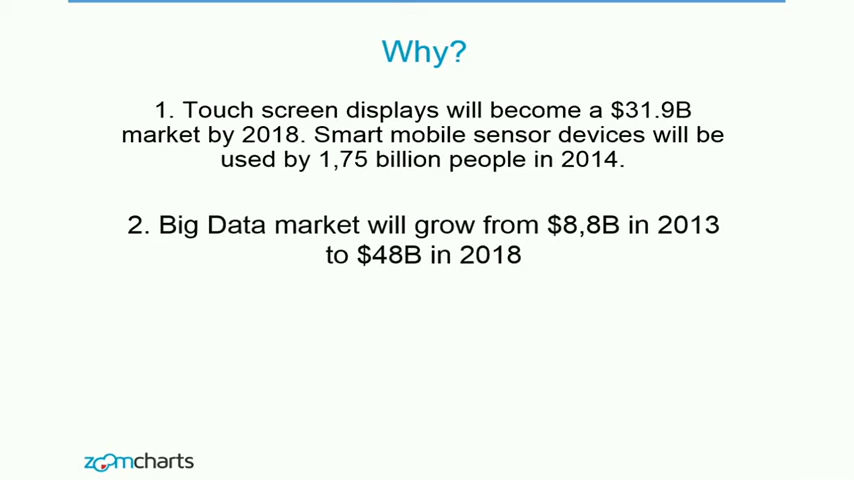 Why?
1. Touch screen displays will become a $31.9B
market by 2018. Smart mobile sensor devices will be
used by 1,75 billion people in 2014.
2. Big Data market will grow from $8,8B in 2013
to $48B in 2018
zoomcharts